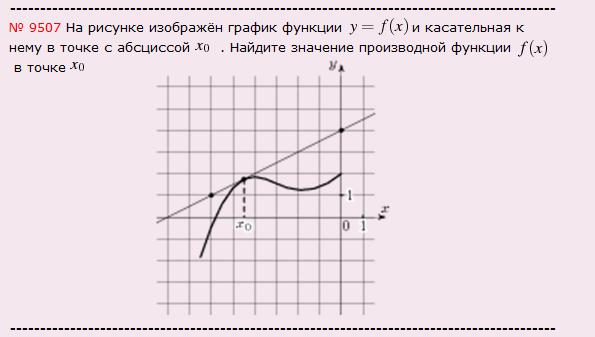 № 9507 На рисунке изображён график функции y = f(x) и касательная к
нему в точке с абсциссой x₀ . Найдите значение производной функции f(x)
в точке x₀
y
1
x
x₀
0 1